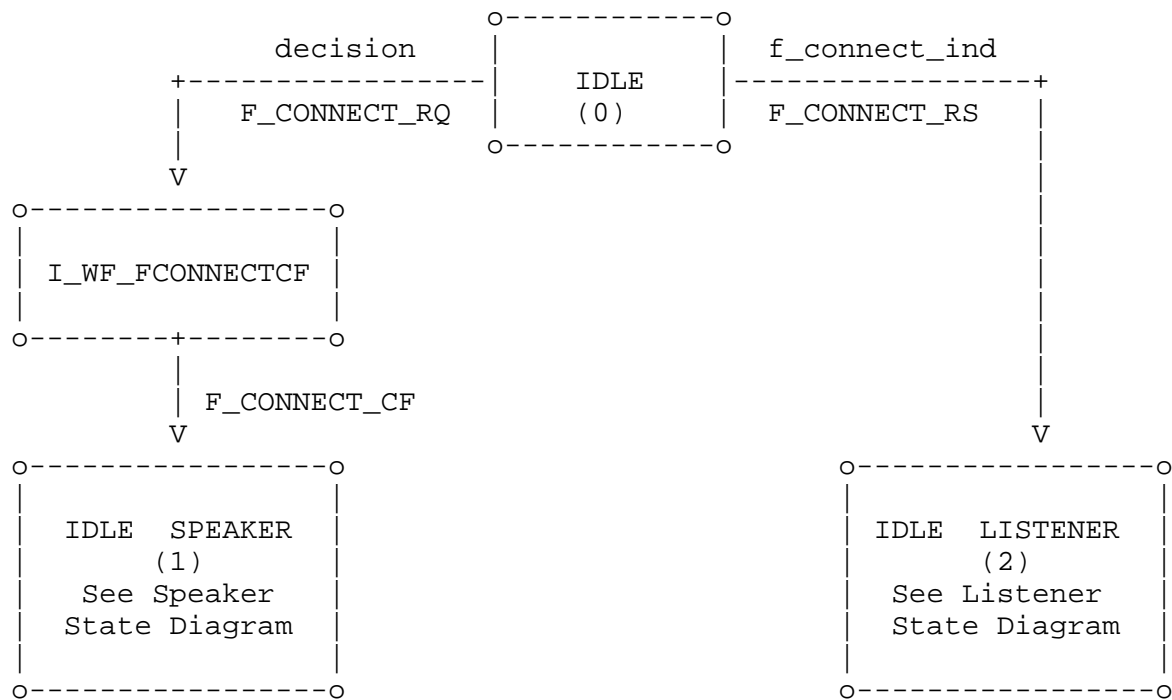 decision f_connect_ind
IDLE
F_CONNECT_RQ (0) F_CONNECT_RS
I_WF_FCONNECTCF
F_CONNECT_CF
IDLE SPEAKER IDLE LISTENER
(1) (2)
See Speaker See Listener
State Diagram State Diagram